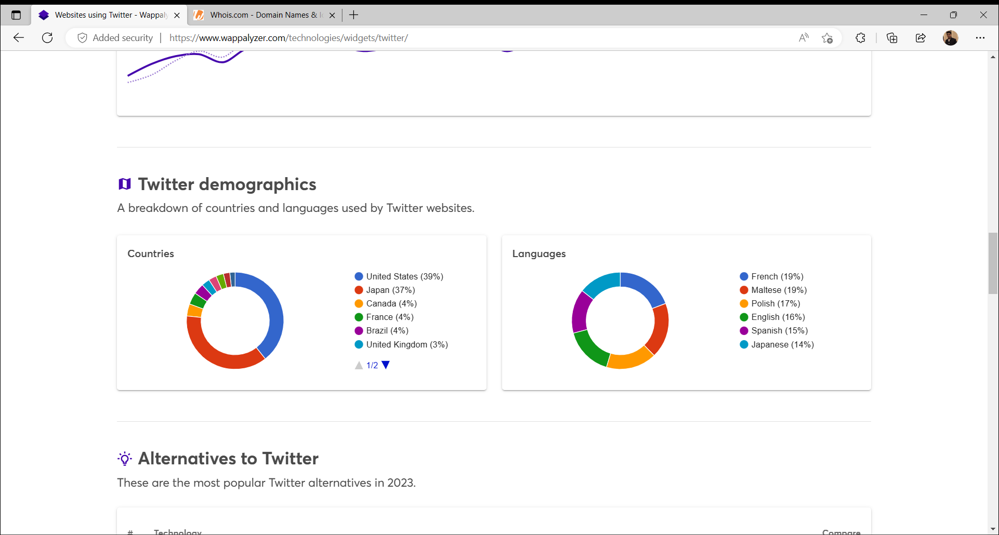 Websites using Twitter - Wappaly
Whois.com - Domain Names &
Added security
https://www.wappalyzer.com/technologies/widgets/twitter/
Twitter demographics
A breakdown of countries and languages used by Twitter websites.
Countries
United States (39%)
Japan (37%)
Canada (4%)
France (4%)
Brazil (4%)
United Kingdom (3%)
1/2
Languages
French (19%)
Maltese (19%)
Polish (17%)
English (16%)
Spanish (15%)
Japanese (14%)
Alternatives to Twitter
These are the most popular Twitter alternatives in 2023.
# Technology Compare